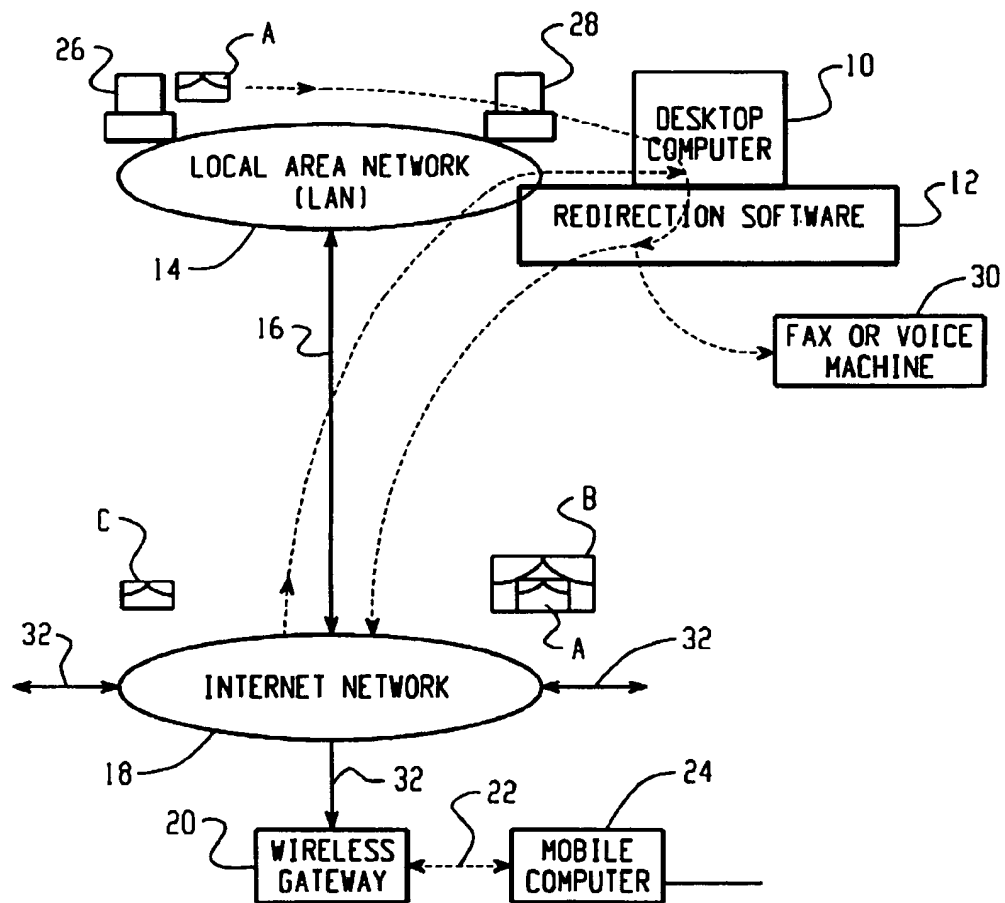 26
A
28
10
DESKTOP
COMPUTER
LOCAL AREA NETWORK
(LAN)
REDIRECTION SOFTWARE
12
14
30
16
FAX OR VOICE
MACHINE
C
B
A
32
32
INTERNET NETWORK
18
32
22
24
20
WIRELESS
GATEWAY
MOBILE
COMPUTER